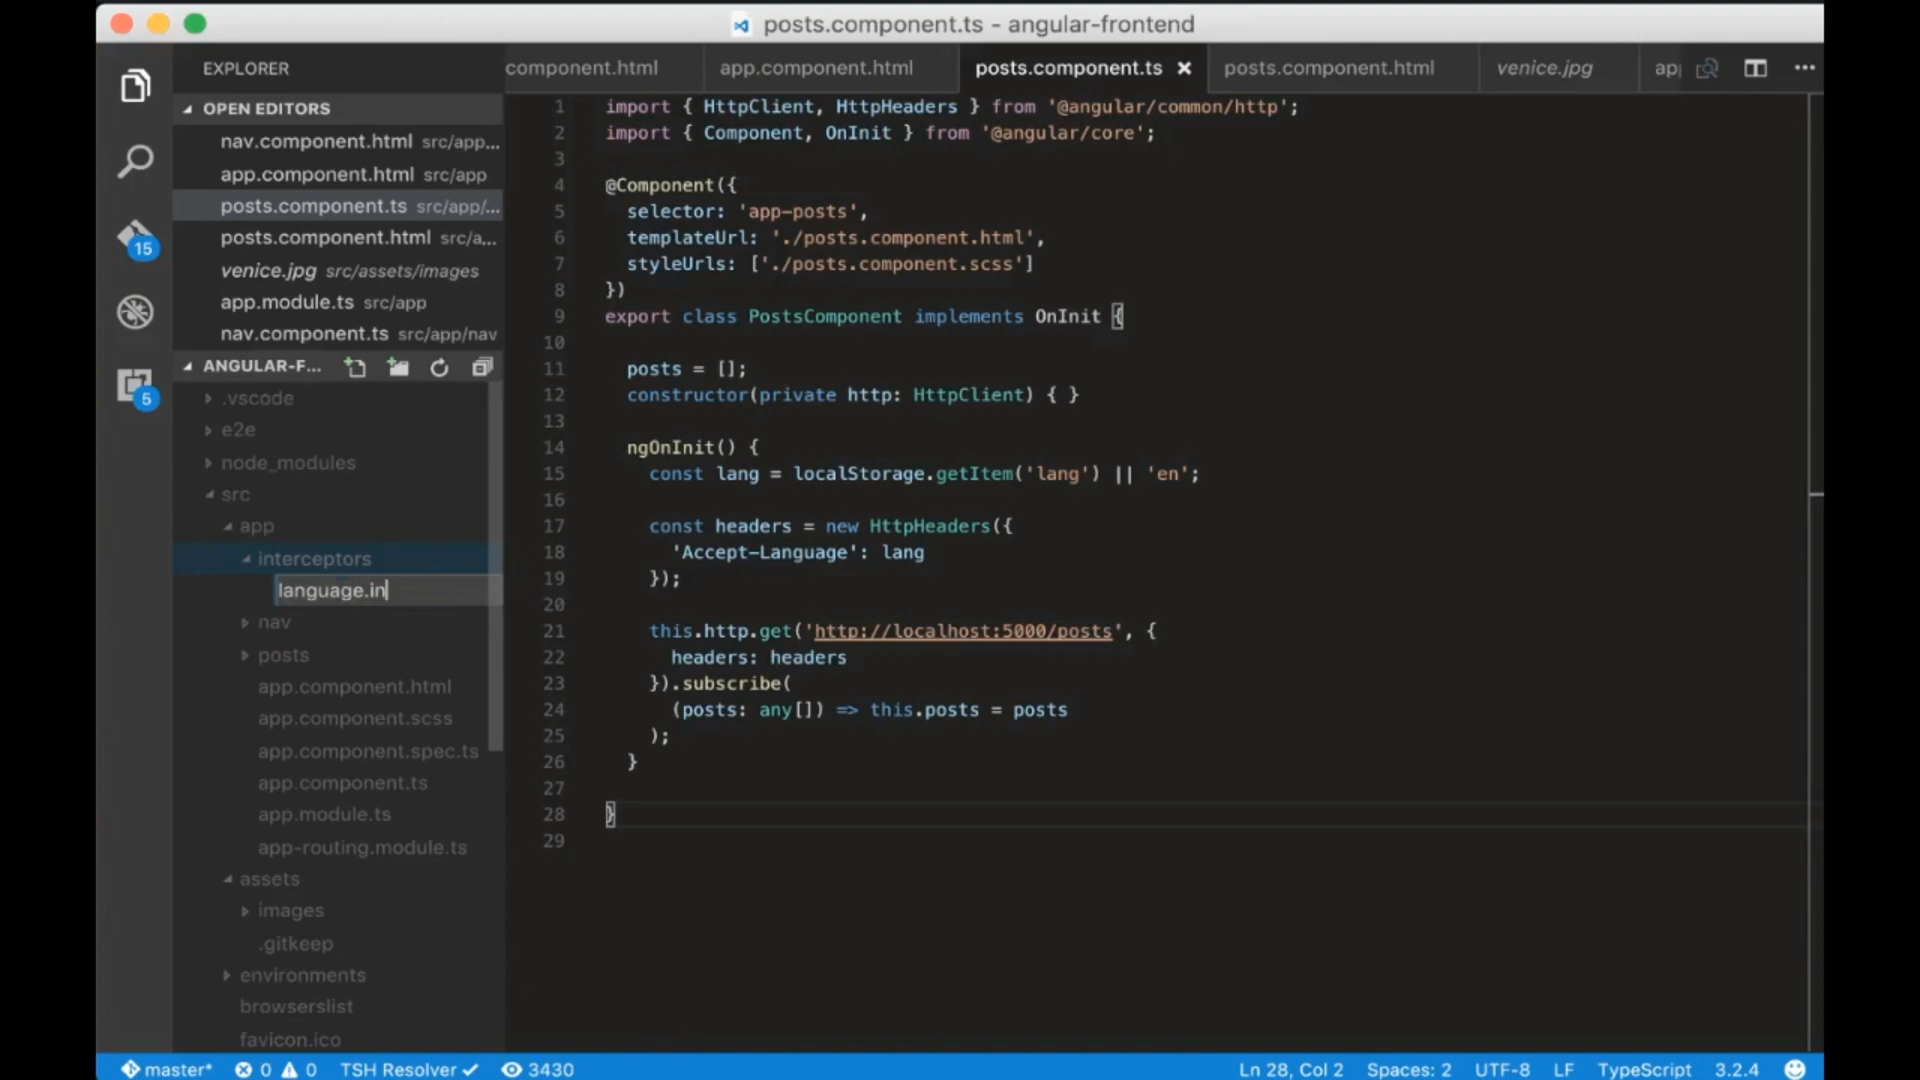 posts.component.ts - angular-frontend
EXPLORER
component.html
app.component.html
posts.component.ts
posts.component.html
venice.jpg
OPEN EDITORS
nav.component.html src/app...
app.component.html src/app
posts.component.ts src/app/...
posts.component.html src/a...
venice.jpg src/assets/images
app.module.ts src/app
nav.component.ts src/app/nav
ANGULAR-F...
.vscode
e2e
node_modules
src
app
interceptors
language.in
nav
posts
app.component.html
app.component.scss
app.component.spec.ts
app.component.ts
app.module.ts
app-routing.module.ts
assets
images
.gitkeep
environments
browserslist
favicon.ico
15
5
1 import { HttpClient, HttpHeaders } from '@angular/common/http';
2 import { Component, OnInit } from '@angular/core';
3
4 @Component({
5 selector: 'app-posts',
6 templateUrl: './posts.component.html',
7 styleUrls: ['./posts.component.scss']
8 })
9 export class PostsComponent implements OnInit {
10
11 posts = [];
12 constructor(private http: HttpClient) { }
13
14 ngOnInit() {
15 const lang = localStorage.getItem('lang') || 'en';
16
17 const headers = new HttpHeaders({
18 'Accept-Language': lang
19 });
20
21 this.http.get('http://localhost:5000/posts', {
22 headers: headers
23 }).subscribe(
24 (posts: any[]) => this.posts = posts
25 );
26 }
27
28 }
29
master* 0 0 TSH Resolver ✓ 3430
Ln 28, Col 2 Spaces: 2 UTF-8 LF TypeScript 3.2.4